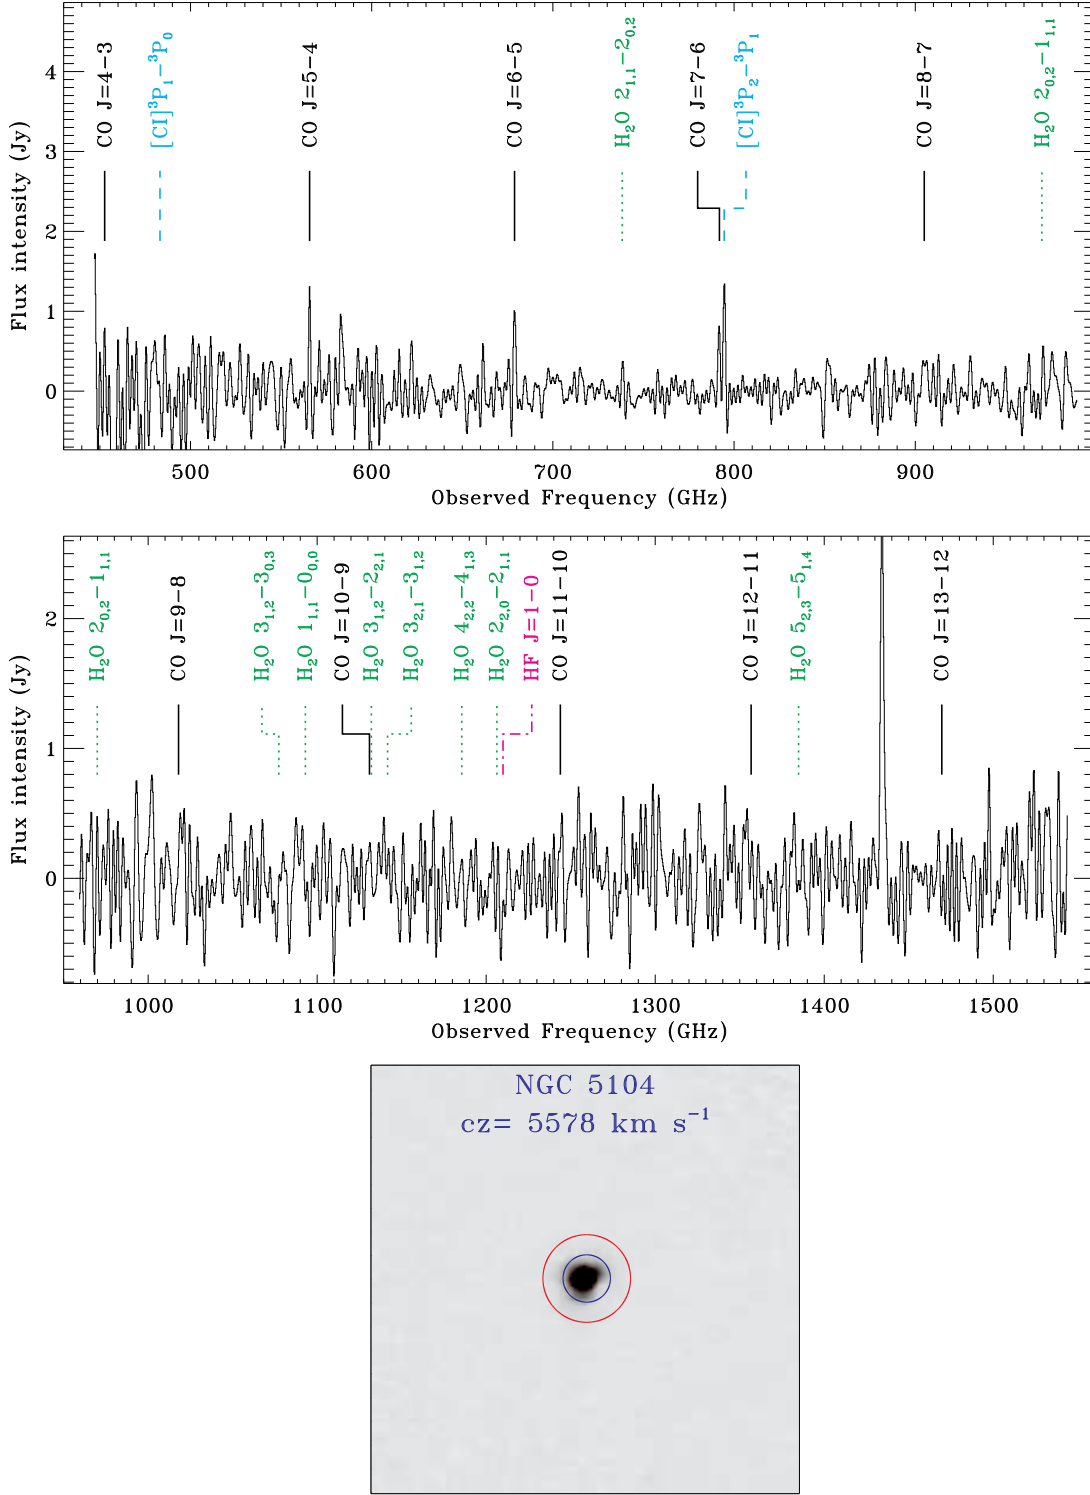 CO J=4−3
[CI]³P₁−³P₀
CO J=5−4
CO J=6−5
H₂O 2₁,₁−2₀,₂
CO J=7−6
[CI]³P₂−³P₁
CO J=8−7
H₂O 2₀,₂−1₁,₁
Flux intensity (Jy)
4
3
2
1
0
500 600 700 800 900
Observed Frequency (GHz)
H₂O 2₀,₂−1₁,₁
CO J=9−8
H₂O 3₁,₂−3₀,₃
H₂O 1₁,₁−0₀,₀
CO J=10−9
H₂O 3₁,₂−2₂,₁
H₂O 3₂,₁−3₁,₂
H₂O 4₂,₂−4₁,₃
H₂O 2₂,₀−2₁,₁
HF J=1−0
CO J=11−10
CO J=12−11
H₂O 5₂,₃−5₁,₄
CO J=13−12
Flux intensity (Jy)
2
1
0
1000 1100 1200 1300 1400 1500
Observed Frequency (GHz)
NGC 5104
cz= 5578 km s⁻¹